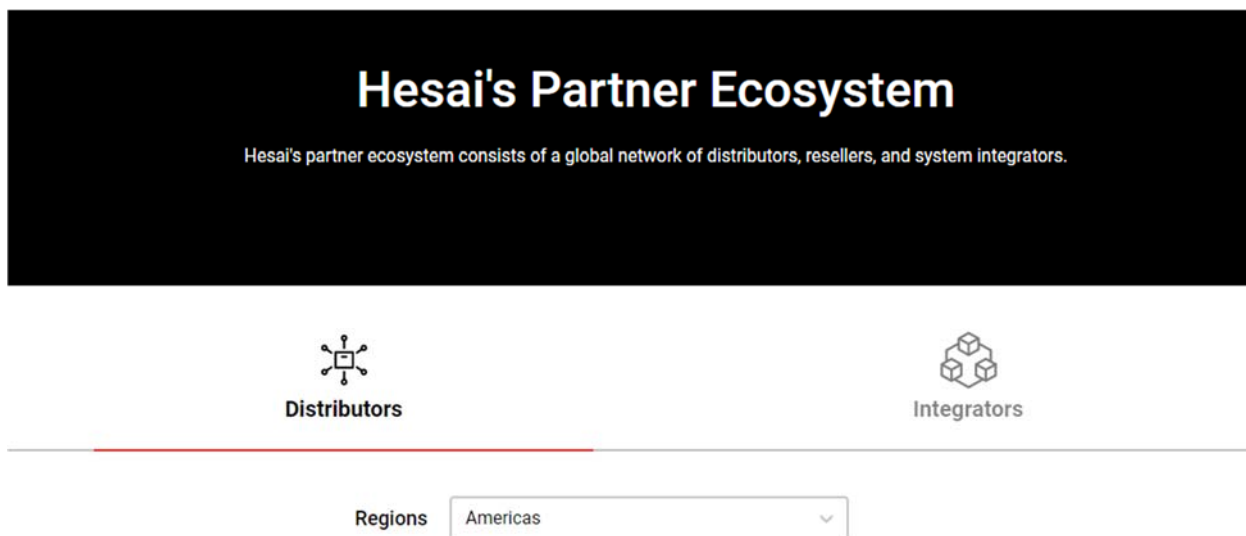 Hesai's Partner Ecosystem
Hesai's partner ecosystem consists of a global network of distributors, resellers, and system integrators.
Distributors
Integrators
Regions
Americas